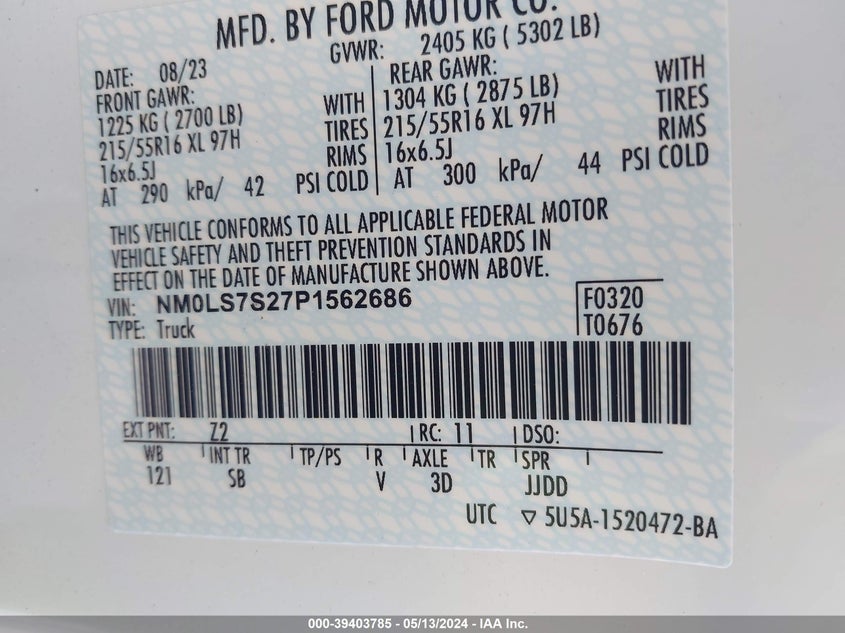 MFD. BY FORD MOTOR CO.
GVWR: 2405 KG ( 5302 LB)
DATE: 08/23
FRONT GAWR:
1225 KG ( 2700 LB) WITH
215/55R16 XL 97H TIRES
16x6.5J RIMS
AT 290 kPa/ 42 PSI COLD
REAR GAWR:
1304 KG ( 2875 LB) WITH
215/55R16 XL 97H TIRES
16x6.5J RIMS
AT 300 kPa/ 44 PSI COLD
THIS VEHICLE CONFORMS TO ALL APPLICABLE FEDERAL MOTOR
VEHICLE SAFETY AND THEFT PREVENTION STANDARDS IN
EFFECT ON THE DATE OF MANUFACTURE SHOWN ABOVE.
VIN: NM0LS7S27P1562686
TYPE: Truck
F0320
T0676
EXT PNT: Z2 RC: 11 DSO:
WB INT TR TP/PS R AXLE TR SPR
121 SB V 3D JJDD
UTC ▽ 5U5A-1520472-BA
000-39403785 - 05/13/2024 - IAA Inc.